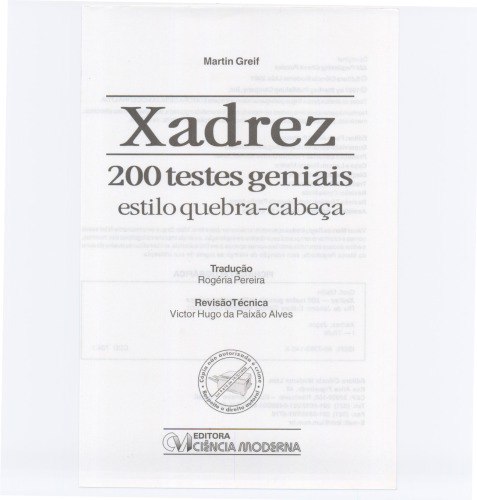 Martin Greif
Xadrez
200 testes geniais
estilo quebra-cabeça
Tradução
Rogéria Pereira
RevisãoTécnica
Victor Hugo da Paixão Alves
Cópia não autorizada é crime
Respeite o direito autoral
EDITORA
CIÊNCIA MODERNA